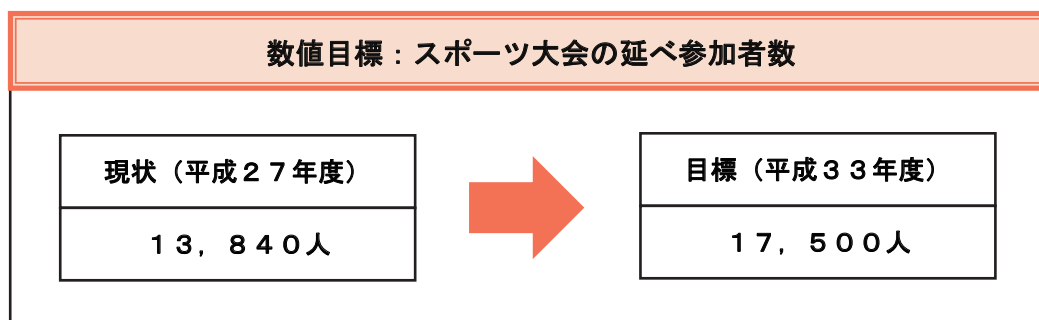 数値目標：スポーツ大会の延べ参加者数
現状（平成２７年度）
１３，８４０人
目標（平成３３年度）
１７，５００人